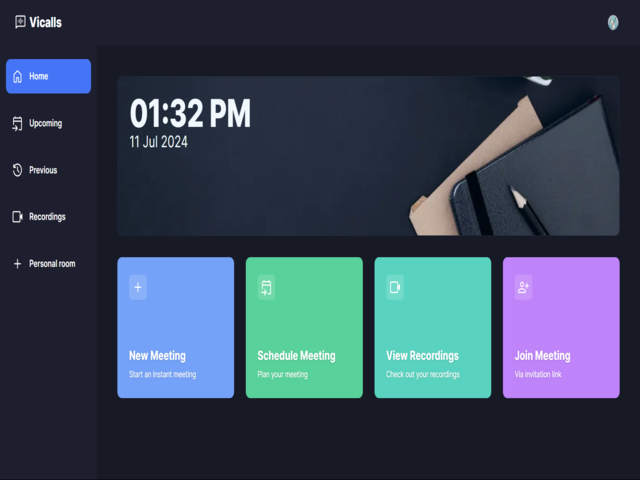 Vicalls
Home
Upcoming
Previous
Recordings
Personal room
01:32 PM
11 Jul 2024
New Meeting
Start an instant meeting
Schedule Meeting
Plan your meeting
View Recordings
Check out your recordings
Join Meeting
Via invitation link